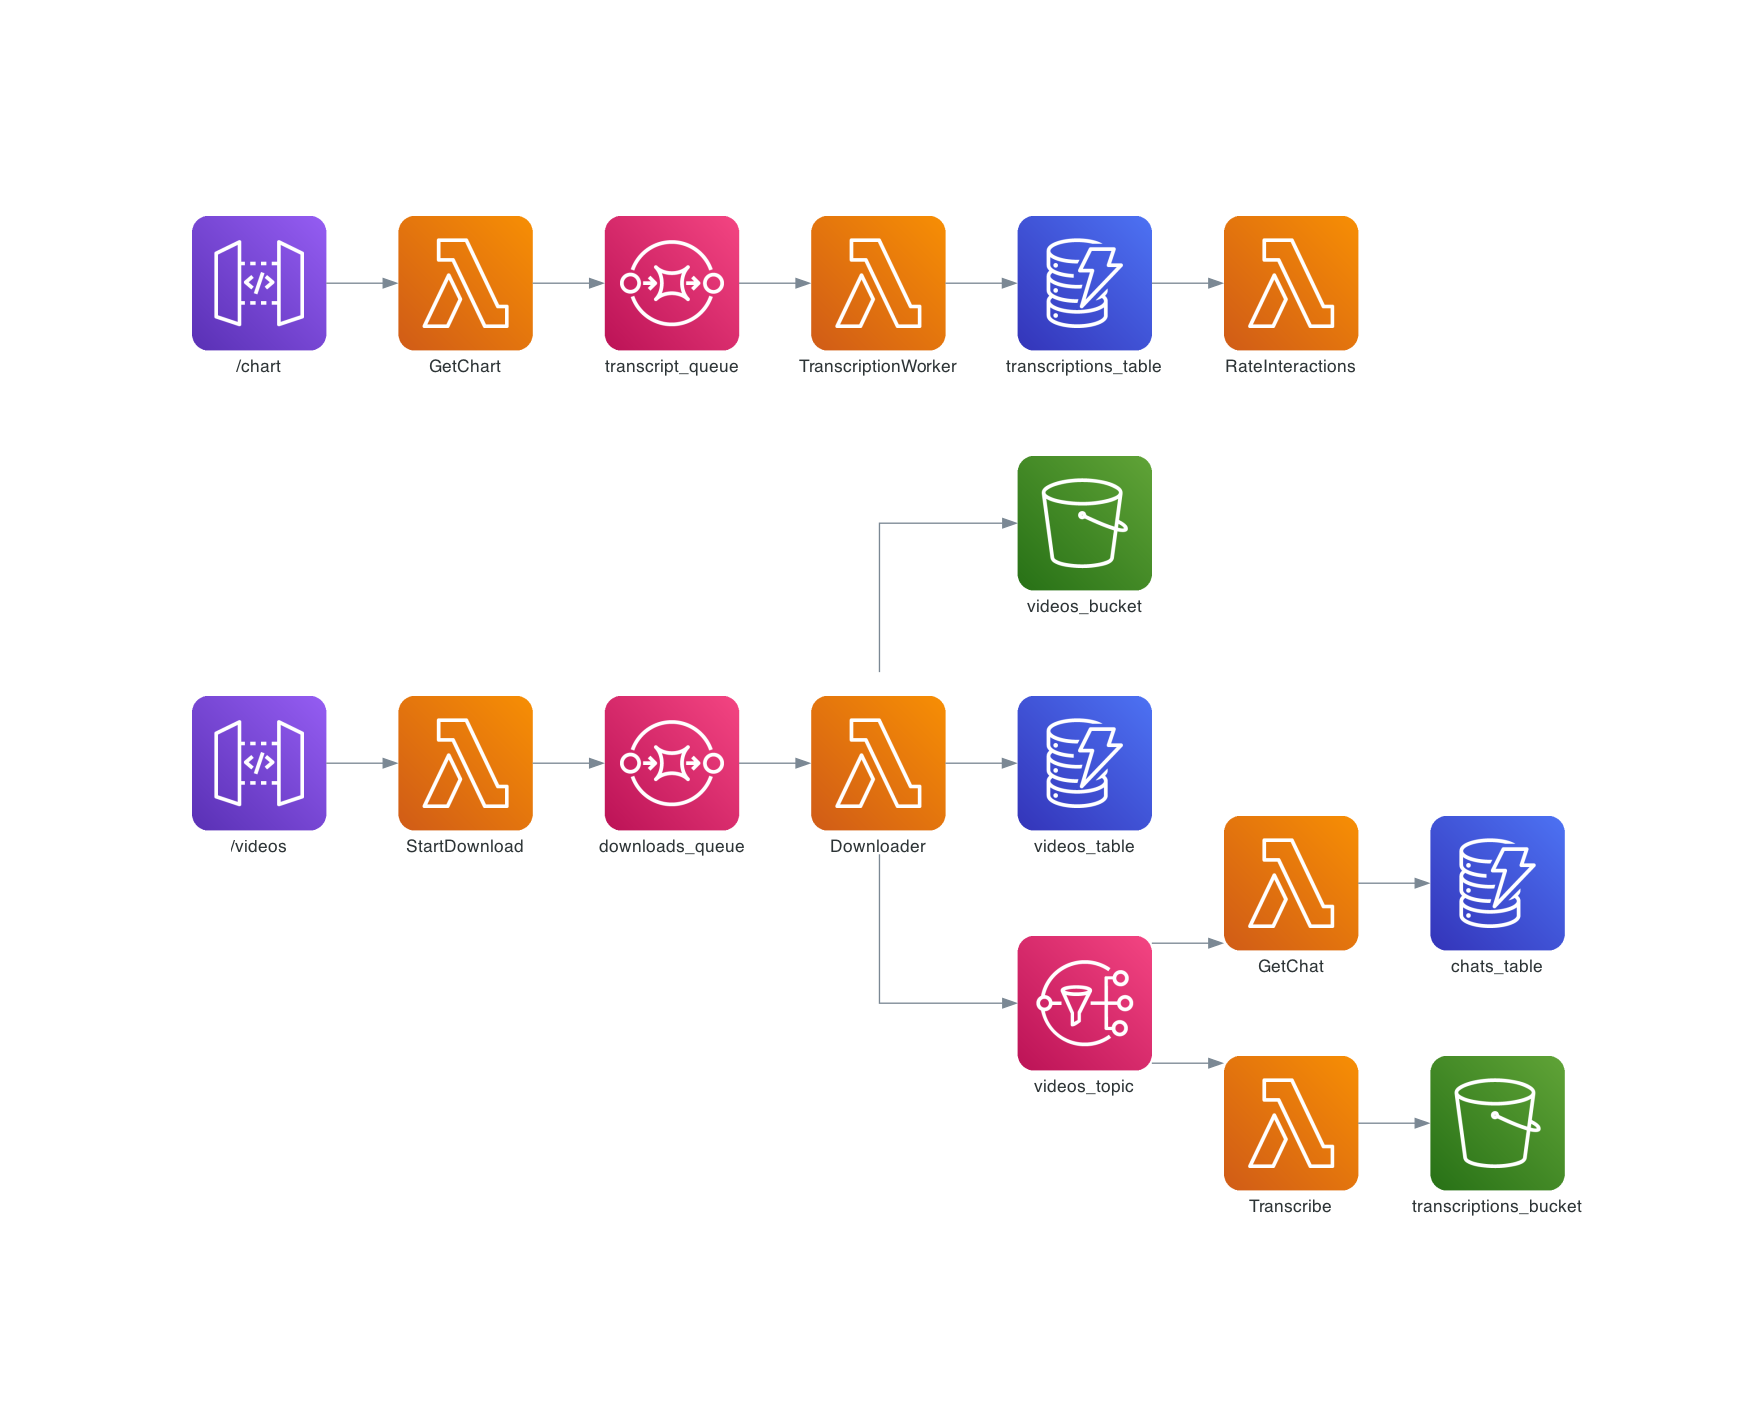 /chart
GetChart
transcript_queue
TranscriptionWorker
transcriptions_table
RateInteractions
videos_bucket
/videos
StartDownload
downloads_queue
Downloader
videos_table
GetChat
chats_table
videos_topic
Transcribe
transcriptions_bucket